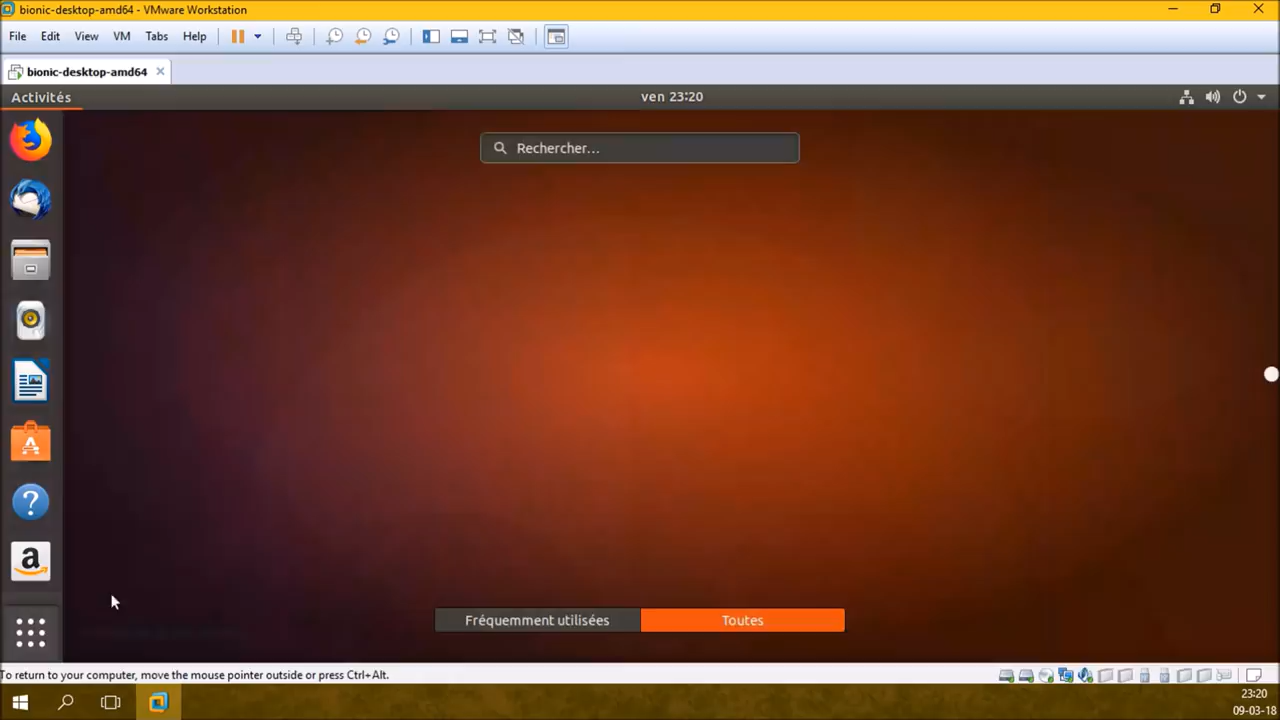 bionic-desktop-amd64 - VMware Workstation
File Edit View VM Tabs Help
bionic-desktop-amd64
Activités ven 23:20
Rechercher...
a
Fréquemment utilisées Toutes
To return to your computer, move the mouse pointer outside or press Ctrl+Alt.
23:20
09-03-18